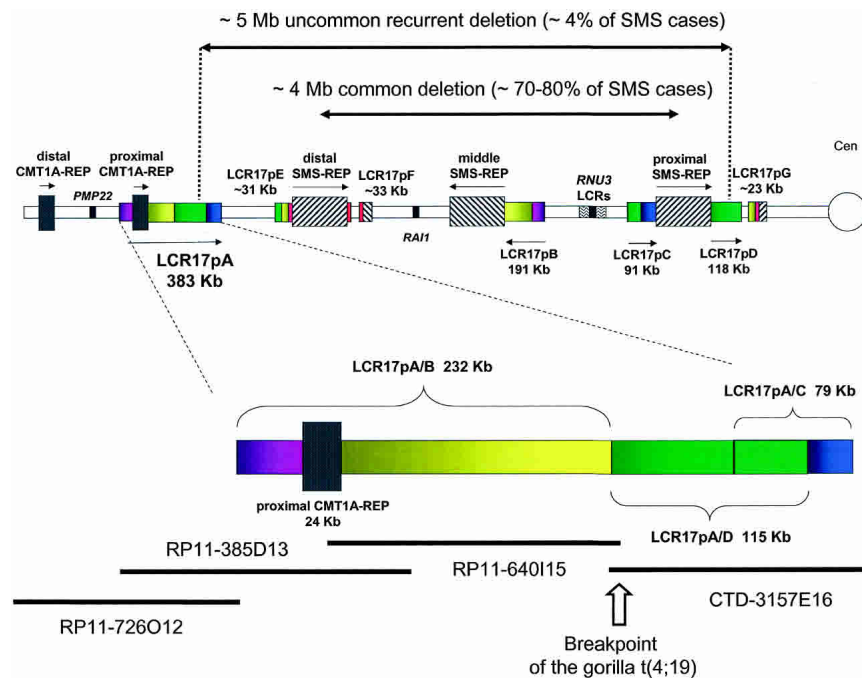 ~ 5 Mb uncommon recurrent deletion (~ 4% of SMS cases)
~ 4 Mb common deletion (~ 70-80% of SMS cases)
Cen
distal
CMT1A-REP
proximal
CMT1A-REP
PMP22
LCR17pE
~31 Kb
distal
SMS-REP
LCR17pF
~33 Kb
middle
SMS-REP
RNU3
LCRs
proximal
SMS-REP
LCR17pG
~23 Kb
RAI1
LCR17pA
383 Kb
LCR17pB
191 Kb
LCR17pC
91 Kb
LCR17pD
118 Kb
LCR17pA/B 232 Kb
LCR17pA/C 79 Kb
proximal CMT1A-REP
24 Kb
LCR17pA/D 115 Kb
RP11-385D13
RP11-640I15
CTD-3157E16
RP11-726O12
Breakpoint
of the gorilla t(4;19)